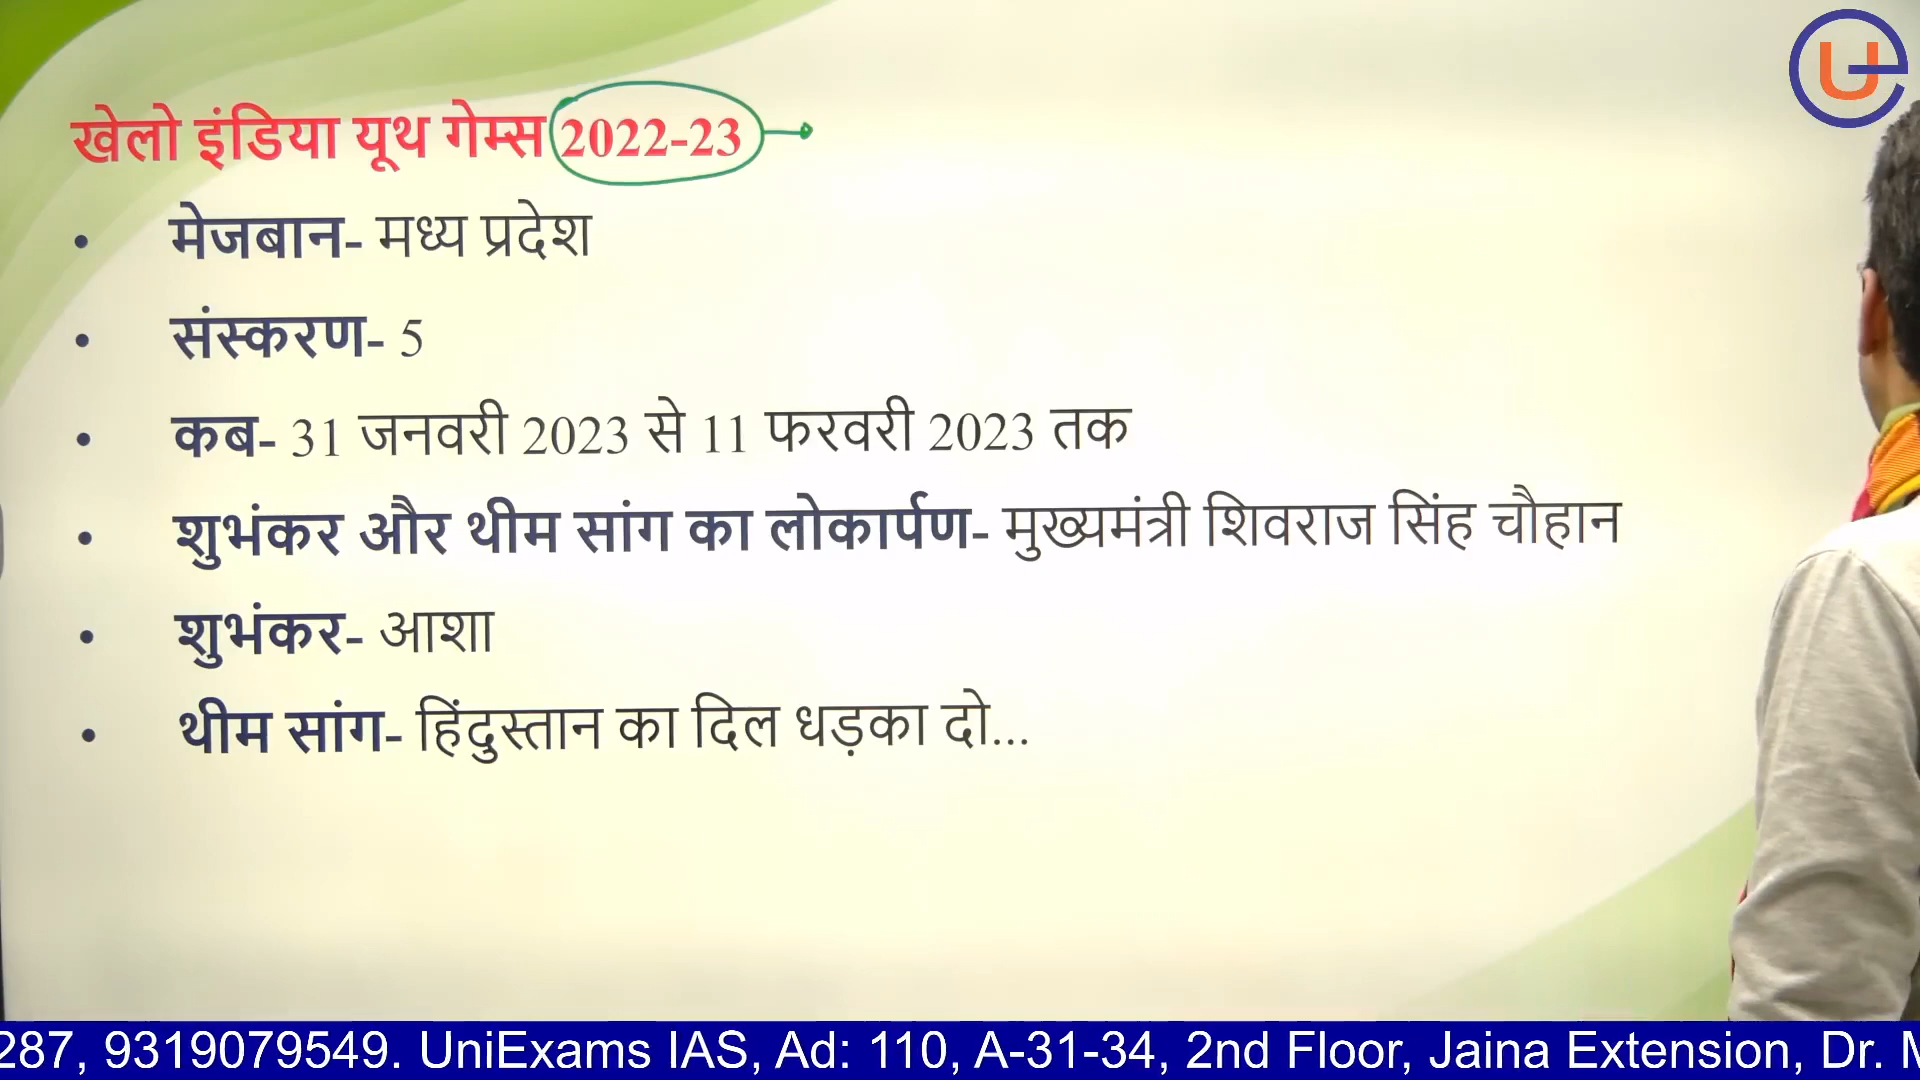 खेलो इंडिया यूथ गेम्स 2022-23
• मेजबान- मध्य प्रदेश
• संस्करण- 5
• कब- 31 जनवरी 2023 से 11 फरवरी 2023 तक
• शुभंकर और थीम सांग का लोकार्पण- मुख्यमंत्री शिवराज सिंह चौहान
• शुभंकर- आशा
• थीम सांग- हिंदुस्तान का दिल धड़का दो...
287, 9319079549. UniExams IAS, Ad: 110, A-31-34, 2nd Floor, Jaina Extension, Dr.